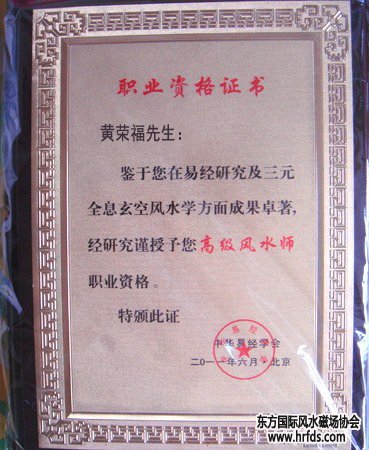 职业资格证书
黄荣福先生：
鉴于您在易经研究及三元
全息玄空风水学方面成果卓著，
经研究谨授予您高级风水师
职业资格。
特颁此证
中华易经学会
二〇一 年六月·北京
东方国际风水磁场协会
www.hrfds.com